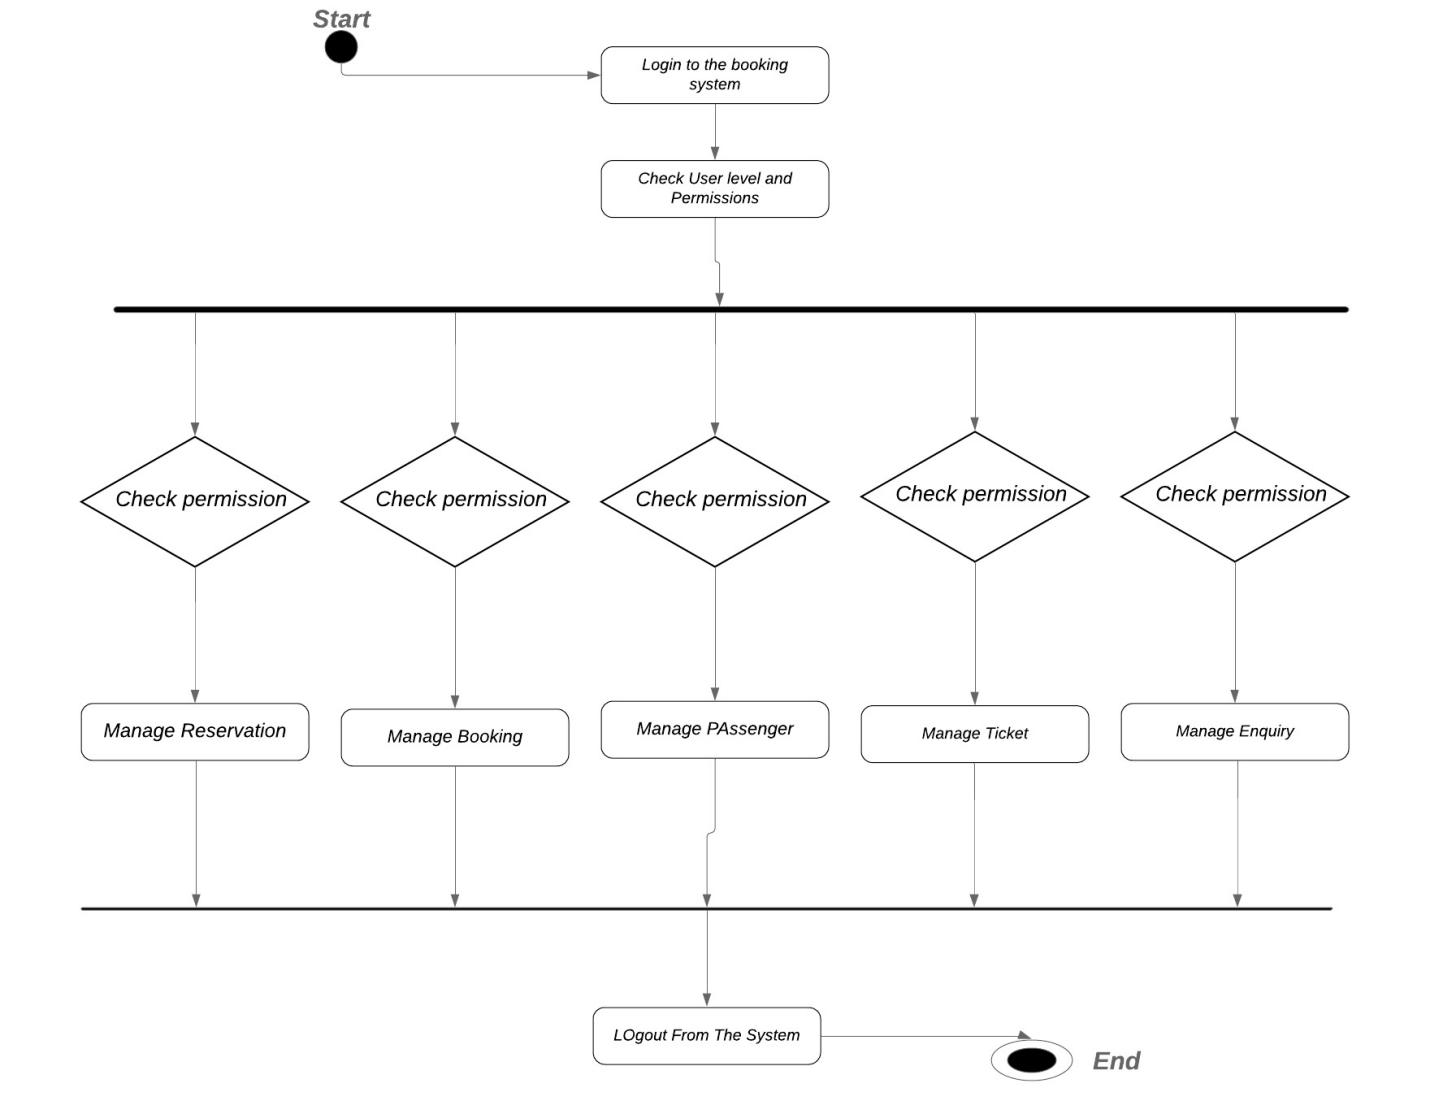 Start
Login to the booking
system
Check User level and
Permissions
Check permission
Check permission
Check permission
Check permission
Check permission
Manage Reservation
Manage Booking
Manage PAssenger
Manage Ticket
Manage Enquiry
LOgout From The System
End